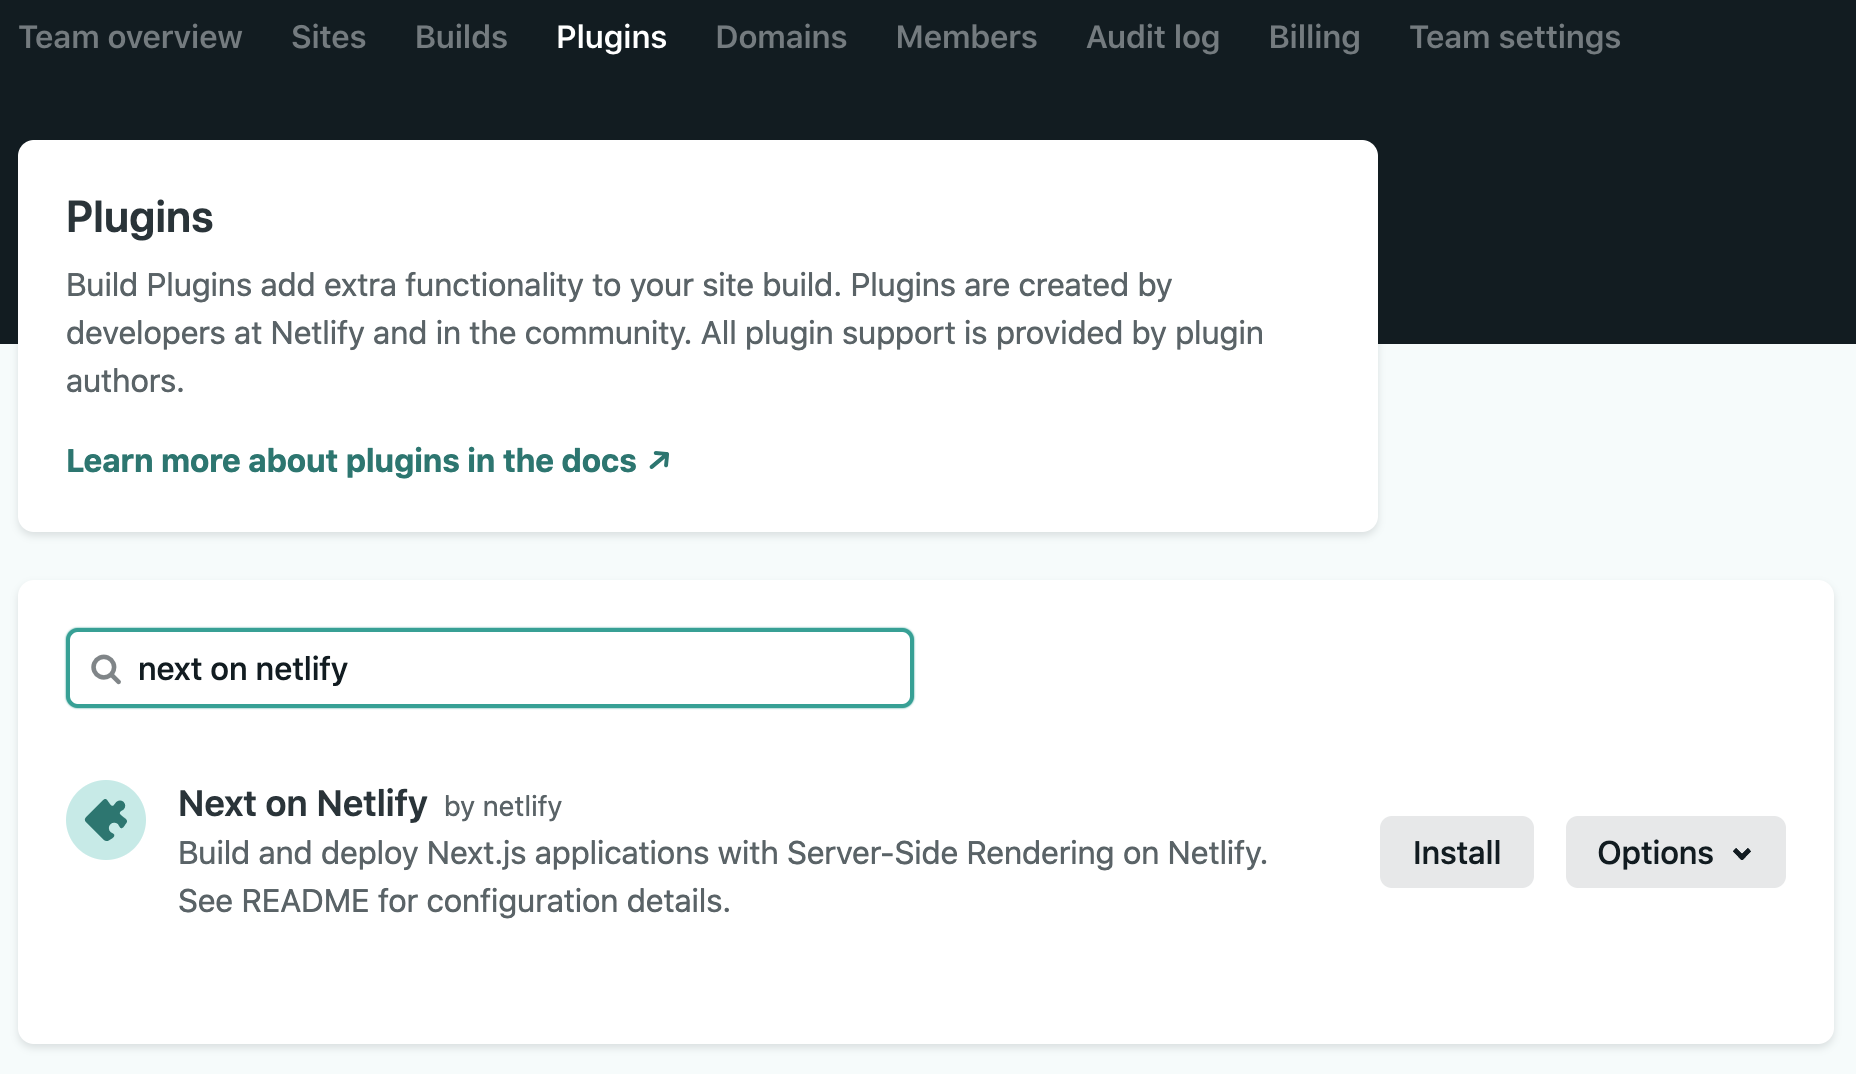 Team overview Sites Builds Plugins Domains Members Audit log Billing Team settings
Plugins
Build Plugins add extra functionality to your site build. Plugins are created by
developers at Netlify and in the community. All plugin support is provided by plugin
authors.
Learn more about plugins in the docs
next on netlify
Next on Netlify by netlify
Build and deploy Next.js applications with Server-Side Rendering on Netlify.
See README for configuration details.
Install Options